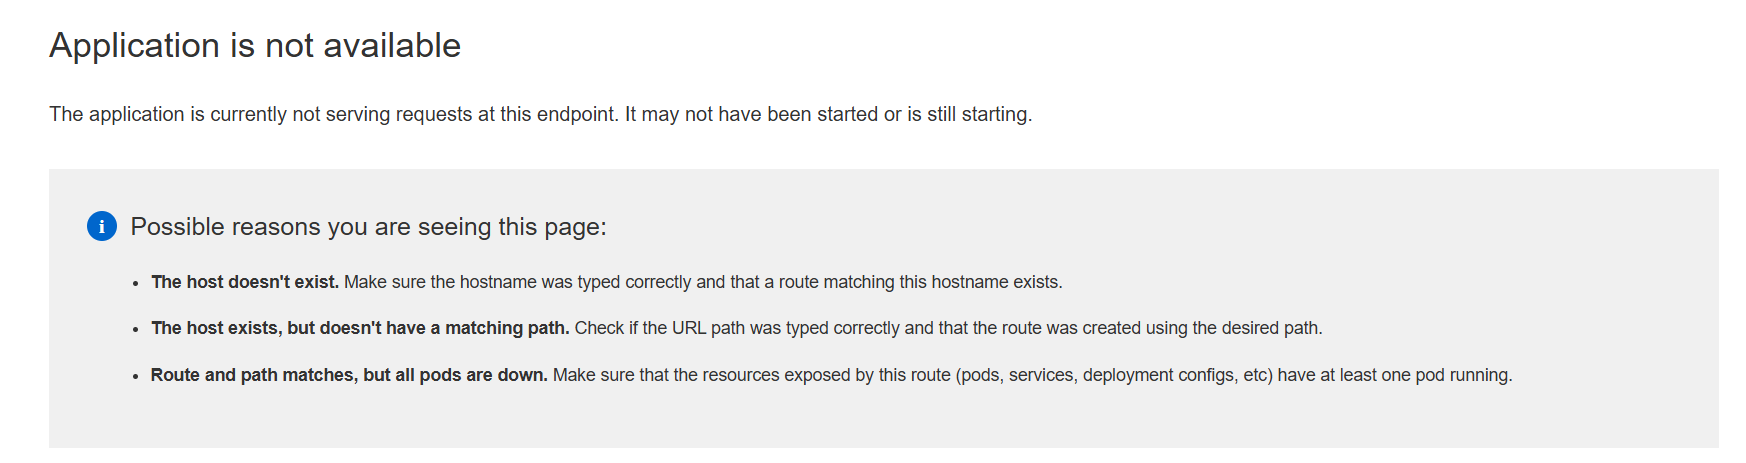 Application is not available
The application is currently not serving requests at this endpoint. It may not have been started or is still starting.
i Possible reasons you are seeing this page:
• The host doesn't exist. Make sure the hostname was typed correctly and that a route matching this hostname exists.
• The host exists, but doesn't have a matching path. Check if the URL path was typed correctly and that the route was created using the desired path.
• Route and path matches, but all pods are down. Make sure that the resources exposed by this route (pods, services, deployment configs, etc) have at least one pod running.